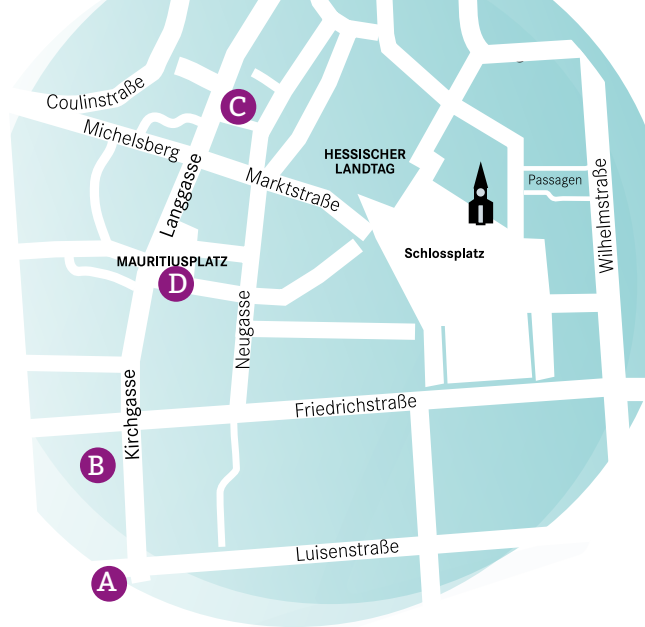 Coulinstraße
C
Michelsberg
HESSISCHER
LANDTAG
Marktstraße
Langgasse
Passagen
Wilhelmstraße
MAURITIUSPLATZ
Schlossplatz
D
Neugasse
Friedrichstraße
Kirchgasse
B
Luisenstraße
A